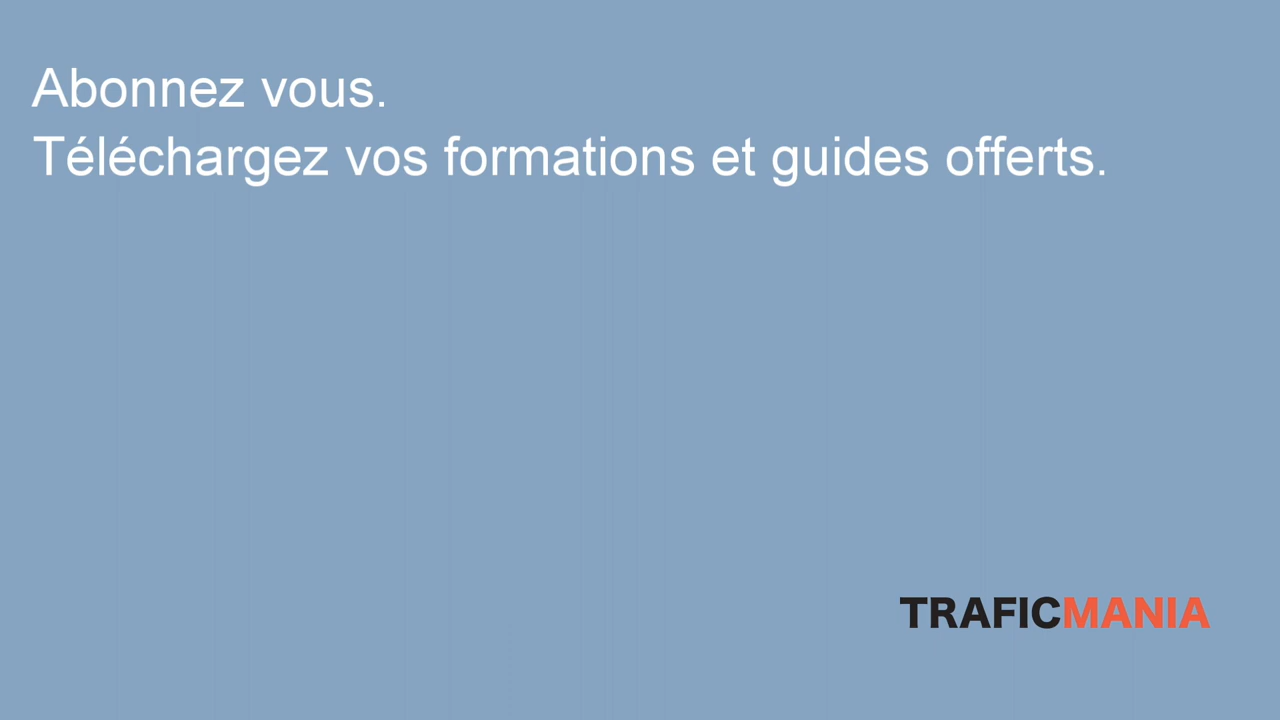 Abonnez vous.
Téléchargez vos formations et guides offerts.
TRAFICMANIA